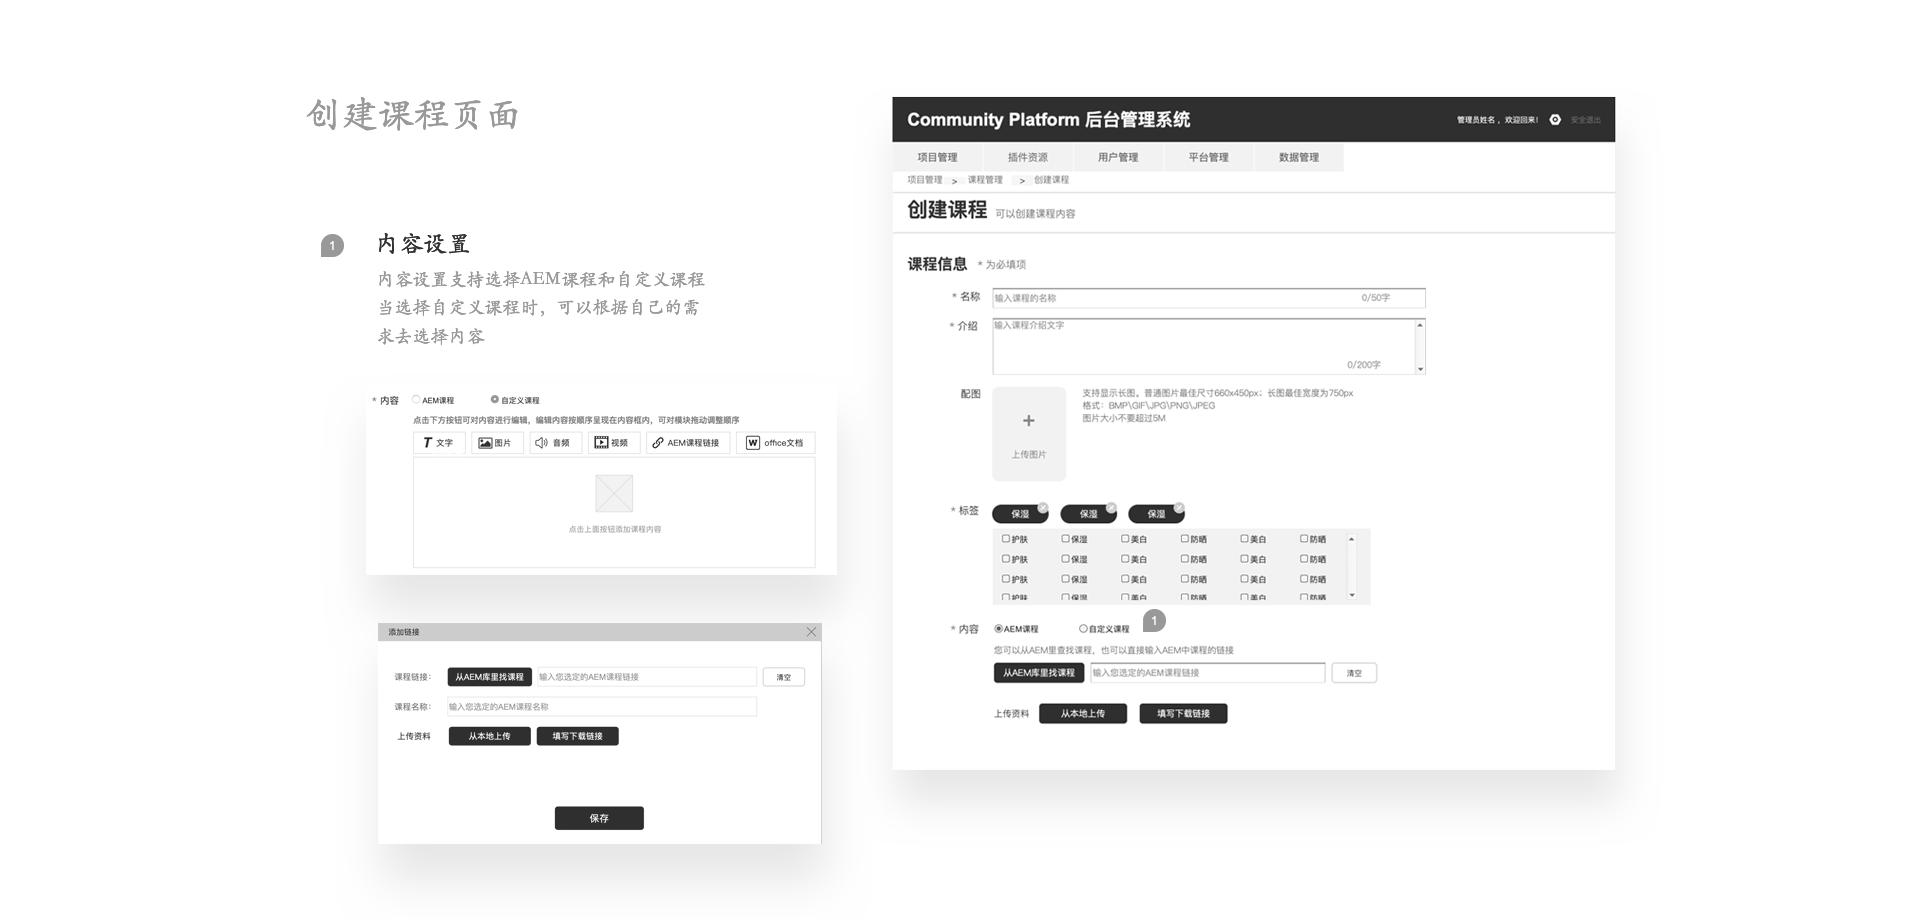 创建课程页面
1
内容设置
内容设置支持选择AEM课程和自定义课程
当选择自定义课程时，可以根据自己的需
求去选择内容
* 内容 AEM课程 自定义课程
点击下方按钮可对内容进行编辑，编辑内容按顺序呈现在内容框内，可对模块拖动调整顺序
T 文字 图片 音频 视频 AEM课程链接 W office文档
点击上面按钮添加课程内容
添加链接
课程链接： 从AEM库里找课程 输入您选定的AEM课程链接 清空
课程名称： 输入您选定的AEM课程名称
上传资料 从本地上传 填写下载链接
保存
Community Platform 后台管理系统 管理员姓名，欢迎回来! 安全退出
项目管理 插件资源 用户管理 平台管理 数据管理
项目管理 > 课程管理 > 创建课程
创建课程 可以创建课程内容
课程信息 * 为必填项
* 名称 输入课程的名称 0/50字
* 介绍 输入课程介绍文字
0/200字
配图 支持显示长图。普通图片最佳尺寸660x450px；长图最佳宽度为750px
格式：BMP\GIF\JPG\PNG\JPEG
图片大小不要超过5M
+
上传图片
* 标签 保湿 保湿 保湿
护肤 保湿 美白 防晒 美白 防晒
护肤 保湿 美白 防晒 美白 防晒
护肤 保湿 美白 防晒 美白 防晒
护肤 保湿 美白 防晒 美白 防晒
1
* 内容 AEM课程 自定义课程
您可以从AEM里查找课程，也可以直接输入AEM中课程的链接
从AEM库里找课程 输入您选定的AEM课程链接 清空
上传资料 从本地上传 填写下载链接